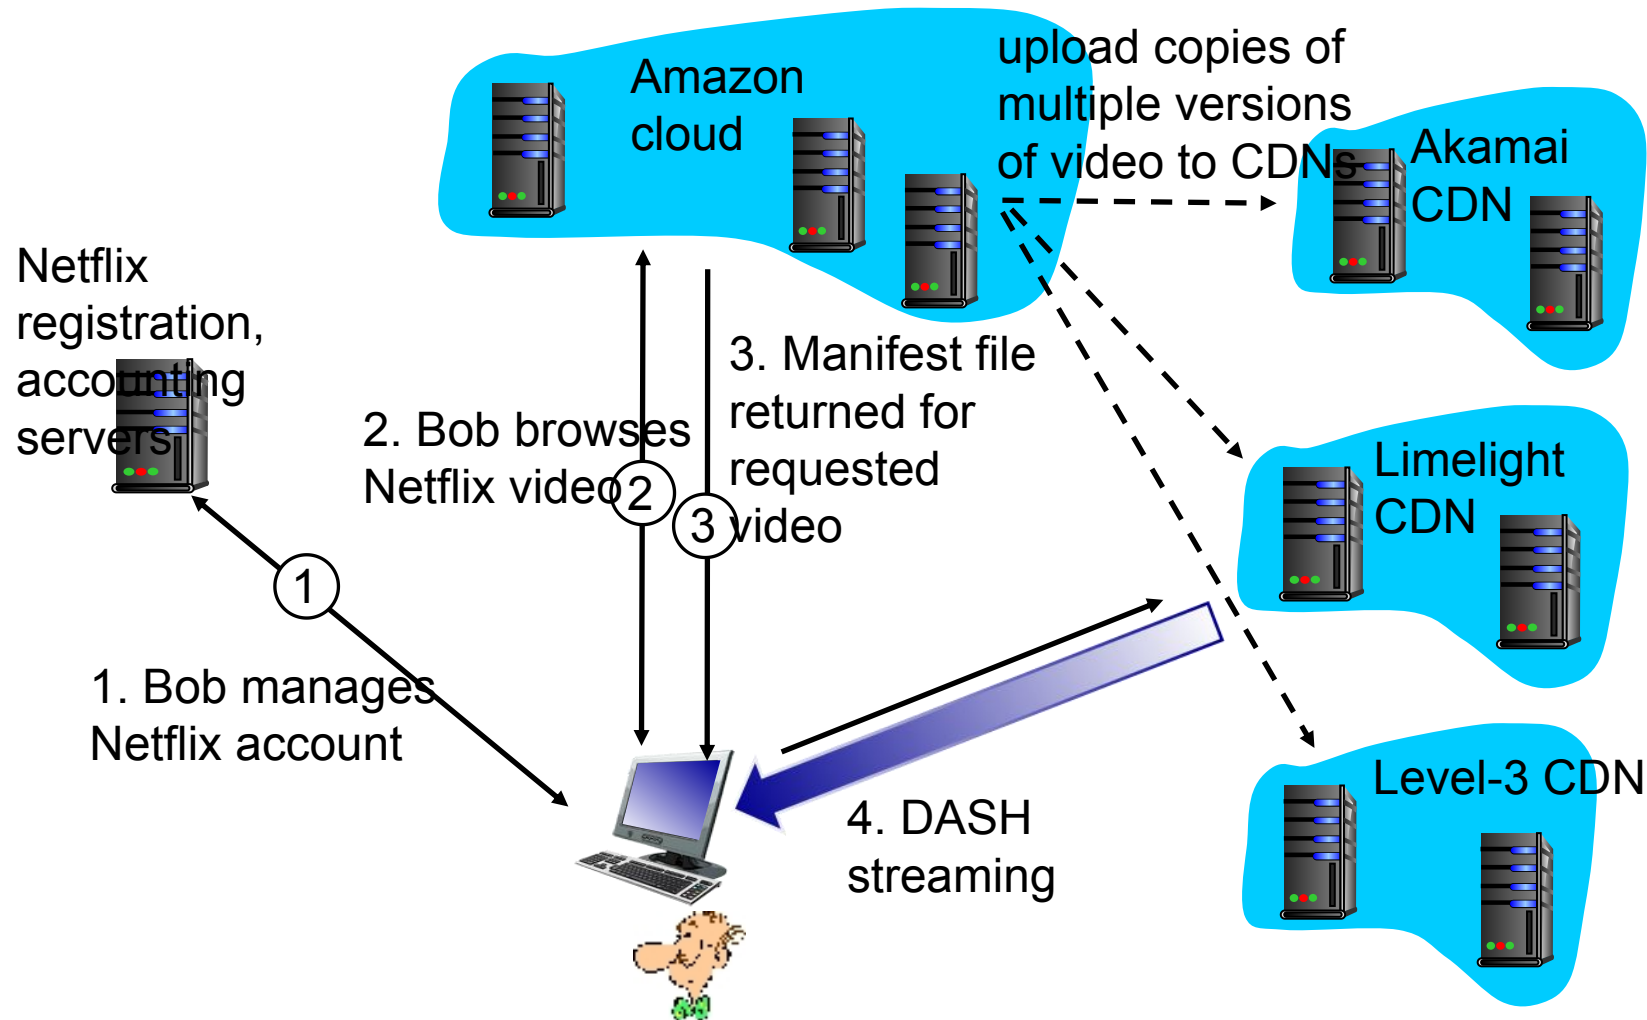 Amazon
cloud
upload copies of
multiple versions
of video to CDNs
Akamai
CDN
Netflix
registration,
accounting
servers
3. Manifest file
returned for
requested
video
2. Bob browses
Netflix video
2
3
Limelight
CDN
1
1. Bob manages
Netflix account
Level-3 CDN
4. DASH
streaming